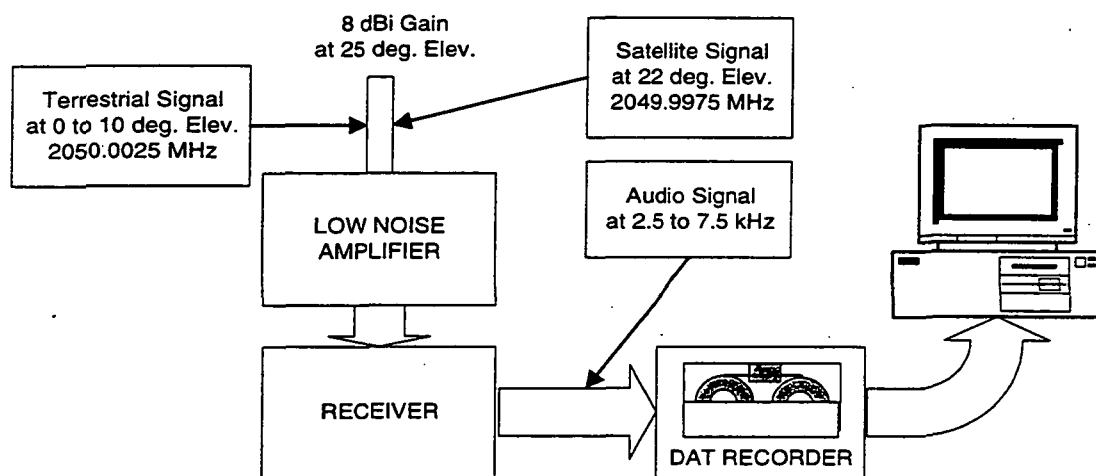 8 dBi Gain
at 25 deg. Elev.
Terrestrial Signal
at 0 to 10 deg. Elev.
2050.0025 MHz
Satellite Signal
at 22 deg. Elev.
2049.9975 MHz
Audio Signal
at 2.5 to 7.5 kHz
LOW NOISE
AMPLIFIER
RECEIVER
DAT RECORDER